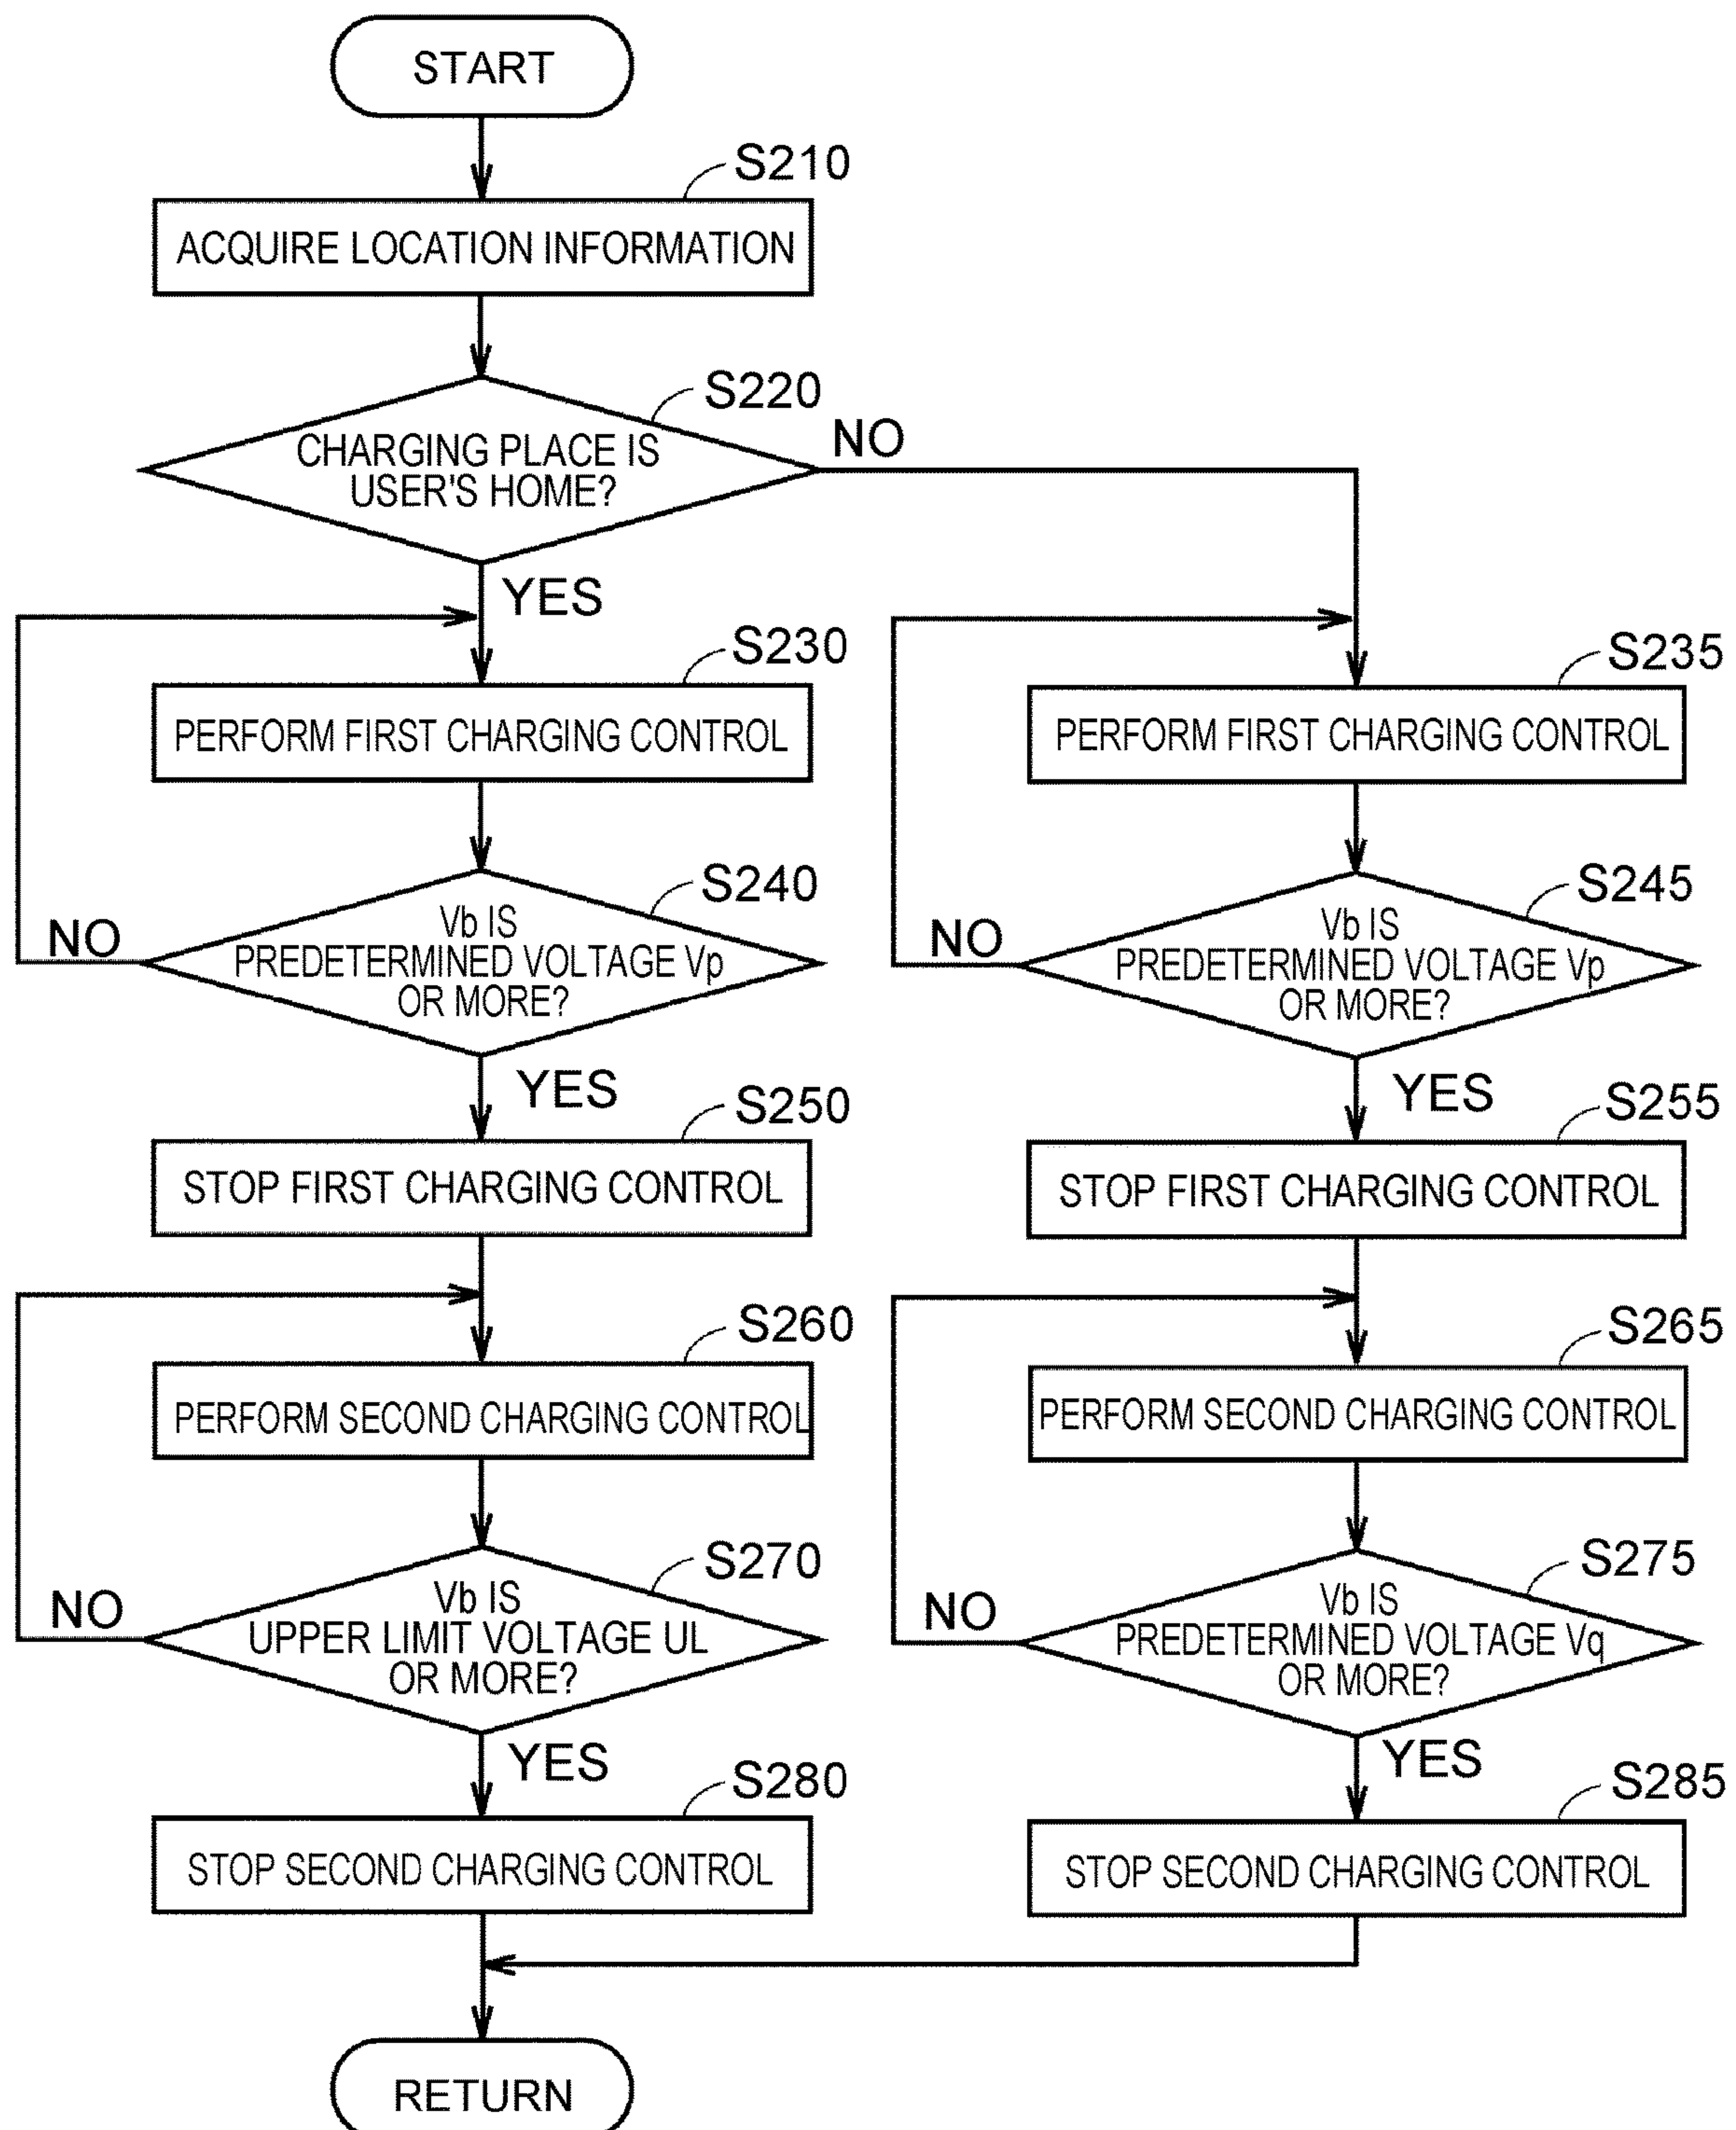 START
S210
ACQUIRE LOCATION INFORMATION
S220
CHARGING PLACE IS
USER'S HOME?
NO
YES
S230
PERFORM FIRST CHARGING CONTROL
S240
Vb IS
PREDETERMINED VOLTAGE Vp
OR MORE?
NO
YES
S250
STOP FIRST CHARGING CONTROL
S260
PERFORM SECOND CHARGING CONTROL
S270
Vb IS
UPPER LIMIT VOLTAGE UL
OR MORE?
NO
YES
S280
STOP SECOND CHARGING CONTROL
S235
PERFORM FIRST CHARGING CONTROL
S245
Vb IS
PREDETERMINED VOLTAGE Vp
OR MORE?
NO
YES
S255
STOP FIRST CHARGING CONTROL
S265
PERFORM SECOND CHARGING CONTROL
S275
Vb IS
PREDETERMINED VOLTAGE Vq
OR MORE?
NO
YES
S285
STOP SECOND CHARGING CONTROL
RETURN